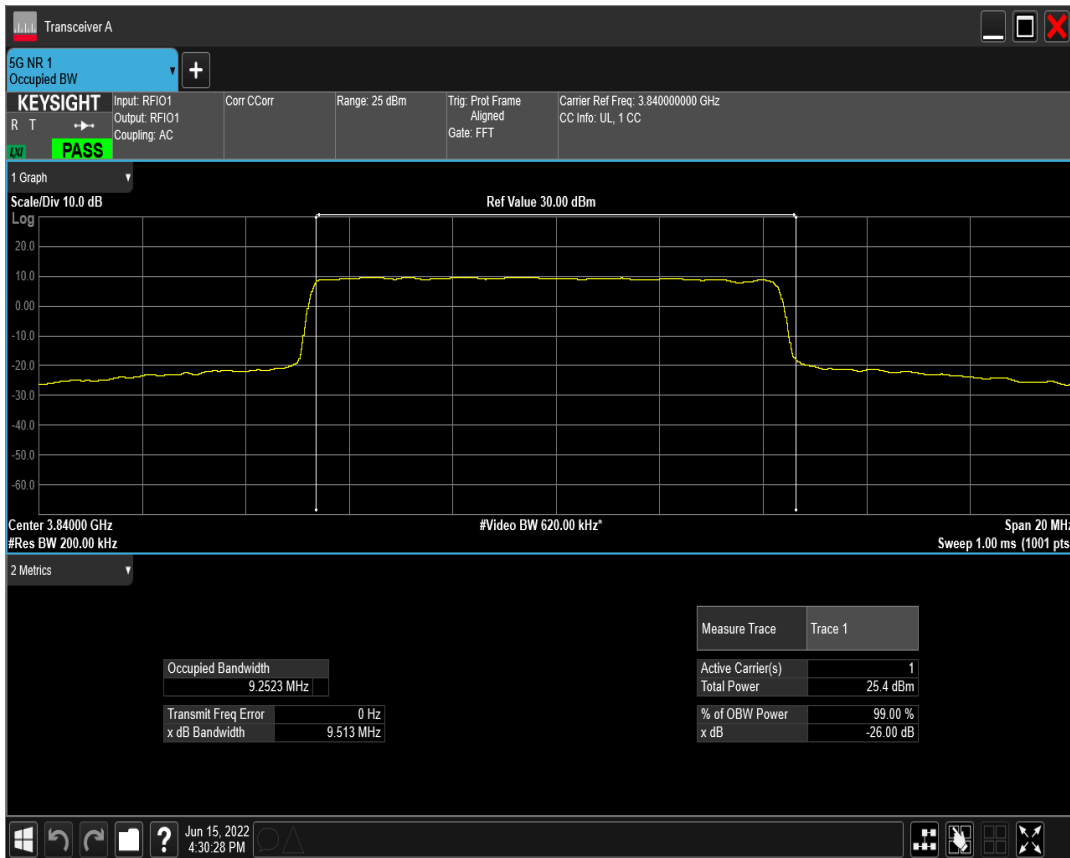 Transceiver A
5G NR 1
Occupied BW
+
KEYSIGHT
R T
LXI
PASS
Input: RFIO1
Output: RFIO1
Coupling: AC
Corr CCorr
Range: 25 dBm
Trig: Prot Frame
Aligned
Gate: FFT
Carrier Ref Freq: 3.840000000 GHz
CC Info: UL, 1 CC
1 Graph
Scale/Div 10.0 dB
Ref Value 30.00 dBm
Log
20.0
10.0
0.00
-10.0
-20.0
-30.0
-40.0
-50.0
-60.0
Center 3.84000 GHz
#Video BW 620.00 kHz*
Span 20 MHz
#Res BW 200.00 kHz
Sweep 1.00 ms (1001 pts
2 Metrics
Measure Trace Trace 1
Occupied Bandwidth
9.2523 MHz
Active Carrier(s) 1
Total Power 25.4 dBm
Transmit Freq Error 0 Hz
x dB Bandwidth 9.513 MHz
% of OBW Power 99.00 %
x dB -26.00 dB
?
Jun 15, 2022
4:30:28 PM